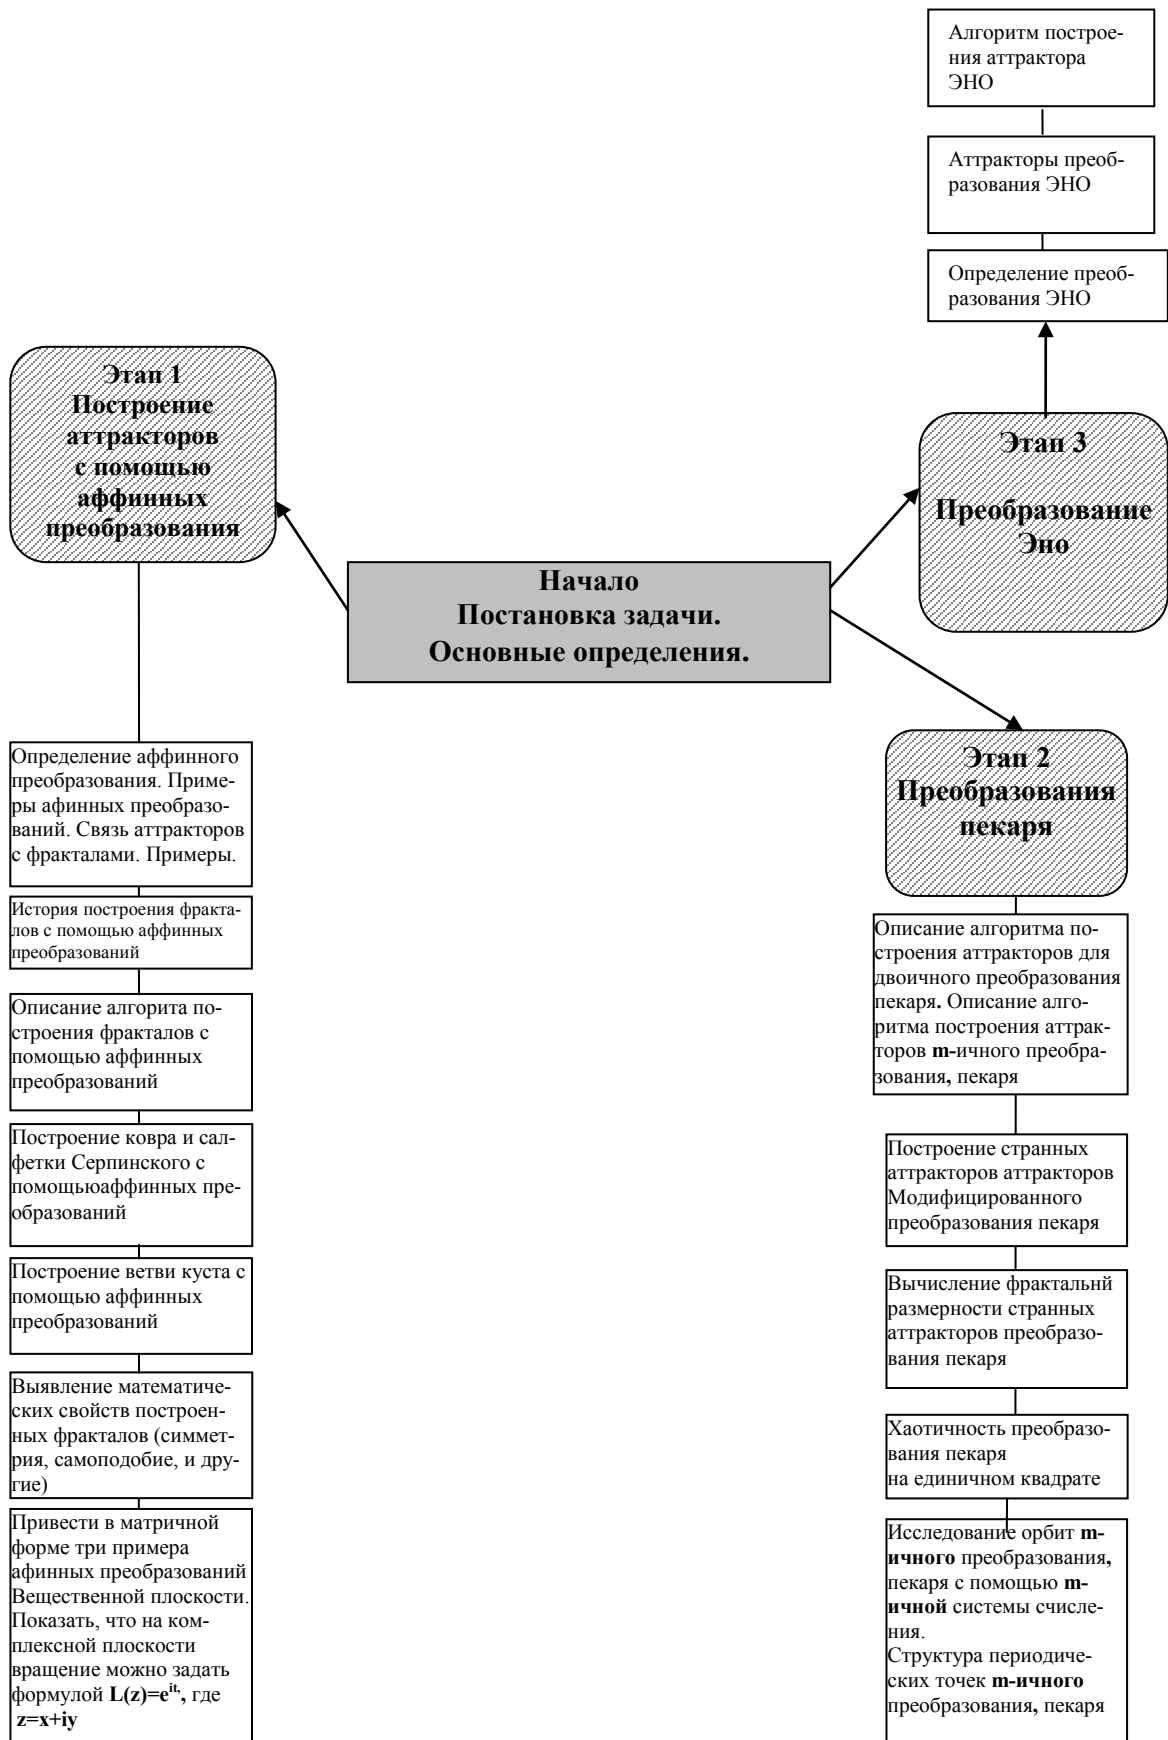 Алгоритм построе-
ния аттрактора
ЭНО
Аттракторы преоб-
разования ЭНО
Определение преоб-
разования ЭНО
Этап 1
Построение
аттракторов
с помощью
аффинных
преобразования
Этап 3
Преобразование
Эно
Начало
Постановка задачи.
Основные определения.
Определение аффинного
преобразования. Приме-
ры афинных преобразо-
ваний. Связь аттракторов
с фракталами. Примеры.
История построения фракта-
лов с помощью аффинных
преобразований
Описание алгорита по-
строения фракталов с
помощью аффинных
преобразований
Построение ковра и сал-
фетки Серпинского с
помощьюаффинных пре-
образований
Построение ветви куста с
помощью аффинных
преобразований
Выявление математиче-
ских свойств построен-
ных фракталов (симмет-
рия, самоподобие, и дру-
гие)
Привести в матричной
форме три примера
афинных преобразований
Вещественной плоскости.
Показать, что на ком-
плексной плоскости
вращение можно задать
формулой L(z)=e^it,, где
z=x+iy
Этап 2
Преобразования
пекаря
Описание алгоритма по-
строения аттракторов для
двоичного преобразования
пекаря. Описание алго-
ритма построения аттрак-
торов m-ичного преобра-
зования, пекаря
Построение странных
аттракторов аттракторов
Модифицированного
преобразования пекаря
Вычисление фрактальнй
размерности странных
аттракторов преобразо-
вания пекаря
Хаотичность преобразо-
вания пекаря
на единичном квадрате
Исследование орбит m-
ичного преобразования,
пекаря с помощью m-
ичной системы счисле-
ния.
Структура периодиче-
ских точек m-ичного
преобразования, пекаря